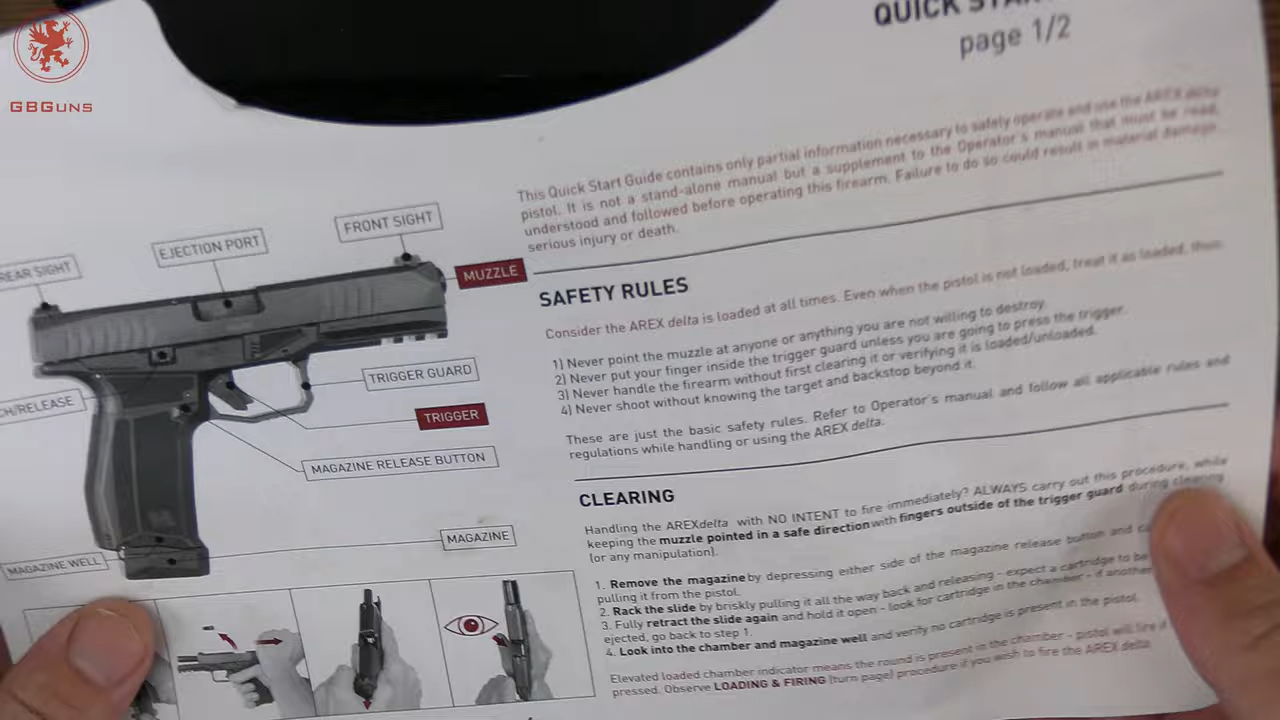 GBGUNS
QUICK
page 1/2
This Quick Start Guide contains only partial information necessary to safely operate and use the AREX delta
pistol. It is not a stand-alone manual but a supplement to the Operator's manual that must be read,
understood and followed before operating this firearm. Failure to do so could result in material damage,
serious injury or death.
REAR SIGHT
EJECTION PORT
FRONT SIGHT
MUZZLE
TRIGGER GUARD
CH/RELEASE
TRIGGER
MAGAZINE RELEASE BUTTON
MAGAZINE
MAGAZINE WELL
SAFETY RULES
Consider the AREX delta is loaded at all times. Even when the pistol is not loaded, treat it as loaded, thus:
1) Never point the muzzle at anyone or anything you are not willing to destroy.
2) Never put your finger inside the trigger guard unless you are going to press the trigger.
3) Never handle the firearm without first clearing it or verifying it is loaded/unloaded.
4) Never shoot without knowing the target and backstop beyond it.
These are just the basic safety rules. Refer to Operator's manual and follow all applicable rules and
regulations while handling or using the AREX delta.
CLEARING
Handling the AREXdelta with NO INTENT to fire immediately? ALWAYS carry out this procedure, while
keeping the muzzle pointed in a safe direction with fingers outside of the trigger guard during clearing
(or any manipulation).
1. Remove the magazine by depressing either side of the magazine release button and
pulling it from the pistol.
2. Rack the slide by briskly pulling it all the way back and releasing - expect a cartridge to be
3. Fully retract the slide again and hold it open - look for cartridge in the chamber - if another
ejected, go back to step 1.
4. Look into the chamber and magazine well and verify no cartridge is present in the pistol.
Elevated loaded chamber indicator means the round is present in the chamber - pistol will fire if
pressed. Observe LOADING & FIRING (turn page) procedure if you wish to fire the AREX delta.